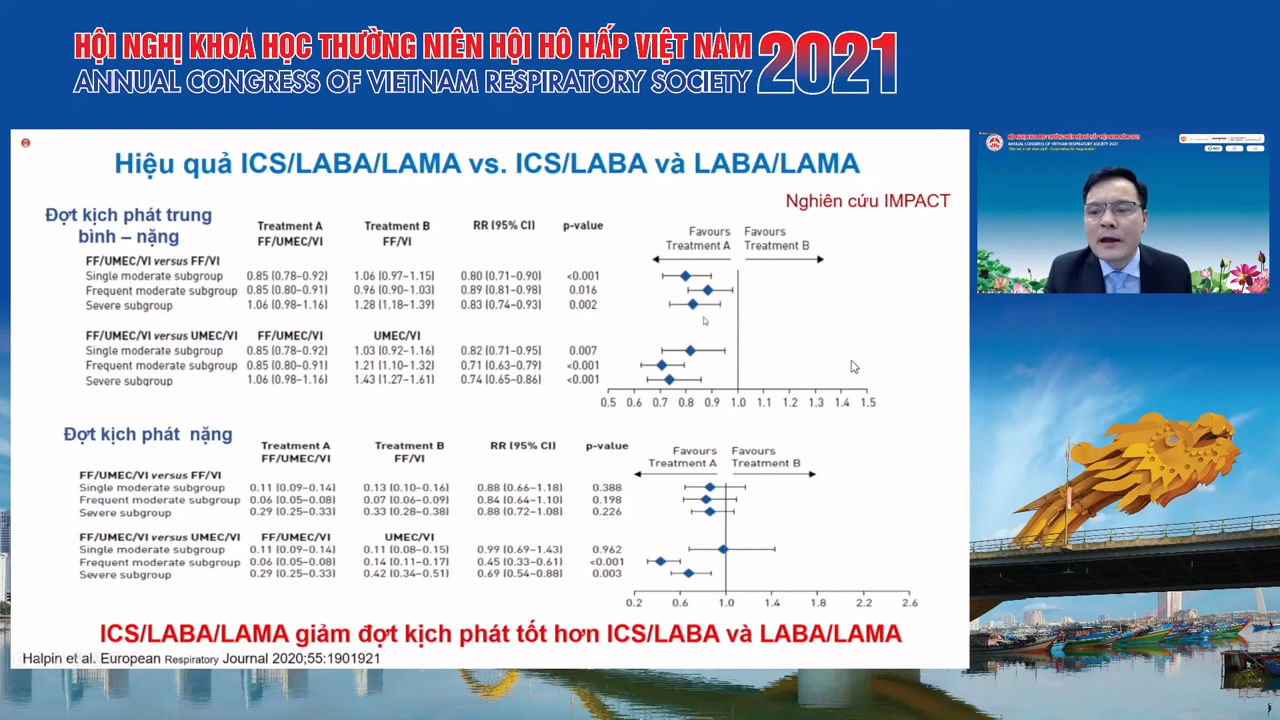 HỘI NGHỊ KHOA HỌC THƯỜNG NIÊN HỘI HÔ HẤP VIỆT NAM 2021
ANNUAL CONGRESS OF VIETNAM RESPIRATORY SOCIETY
HỘI NGHỊ KHOA HỌC THƯỜNG NIÊN HỘI HÔ HẤP VIỆT NAM NĂM 2021
ANNUAL CONGRESS OF VIETNAM RESPIRATORY SOCIETY 2021
Hiệu quả ICS/LABA/LAMA vs. ICS/LABA và LABA/LAMA
Nghiên cứu IMPACT
Đợt kịch phát trung
bình – nặng
Treatment A Treatment B RR (95% CI) p-value Favours Favours
FF/UMEC/VI FF/VI Treatment A Treatment B
FF/UMEC/VI versus FF/VI
Single moderate subgroup 0.85 (0.78–0.92) 1.06 (0.97–1.15) 0.80 (0.71–0.90) <0.001
Frequent moderate subgroup 0.85 (0.80–0.91) 0.96 (0.90–1.03) 0.89 (0.81–0.98) 0.016
Severe subgroup 1.06 (0.98–1.16) 1.28 (1.18–1.39) 0.83 (0.74–0.93) 0.002
FF/UMEC/VI versus UMEC/VI FF/UMEC/VI UMEC/VI
Single moderate subgroup 0.85 (0.78–0.92) 1.03 (0.92–1.16) 0.82 (0.71–0.95) 0.007
Frequent moderate subgroup 0.85 (0.80–0.91) 1.21 (1.10–1.32) 0.71 (0.63–0.79) <0.001
Severe subgroup 1.06 (0.98–1.16) 1.43 (1.27–1.61) 0.74 (0.65–0.86) <0.001
0.5 0.6 0.7 0.8 0.9 1.0 1.1 1.2 1.3 1.4 1.5
Đợt kịch phát nặng
Treatment A Treatment B RR (95% CI) p-value Favours Favours
FF/UMEC/VI FF/VI Treatment A Treatment B
FF/UMEC/VI versus FF/VI
Single moderate subgroup 0.11 (0.09–0.14) 0.13 (0.10–0.16) 0.88 (0.66–1.18) 0.388
Frequent moderate subgroup 0.06 (0.05–0.08) 0.07 (0.06–0.09) 0.84 (0.64–1.10) 0.198
Severe subgroup 0.29 (0.25–0.33) 0.33 (0.28–0.38) 0.88 (0.72–1.08) 0.226
FF/UMEC/VI versus UMEC/VI FF/UMEC/VI UMEC/VI
Single moderate subgroup 0.11 (0.09–0.14) 0.11 (0.08–0.15) 0.99 (0.69–1.43) 0.962
Frequent moderate subgroup 0.06 (0.05–0.08) 0.14 (0.11–0.17) 0.45 (0.33–0.61) <0.001
Severe subgroup 0.29 (0.25–0.33) 0.42 (0.34–0.51) 0.69 (0.54–0.88) 0.003
0.2 0.6 1.0 1.4 1.8 2.2 2.6
ICS/LABA/LAMA giảm đợt kịch phát tốt hơn ICS/LABA và LABA/LAMA
Halpin et al. European Respiratory Journal 2020;55:1901921